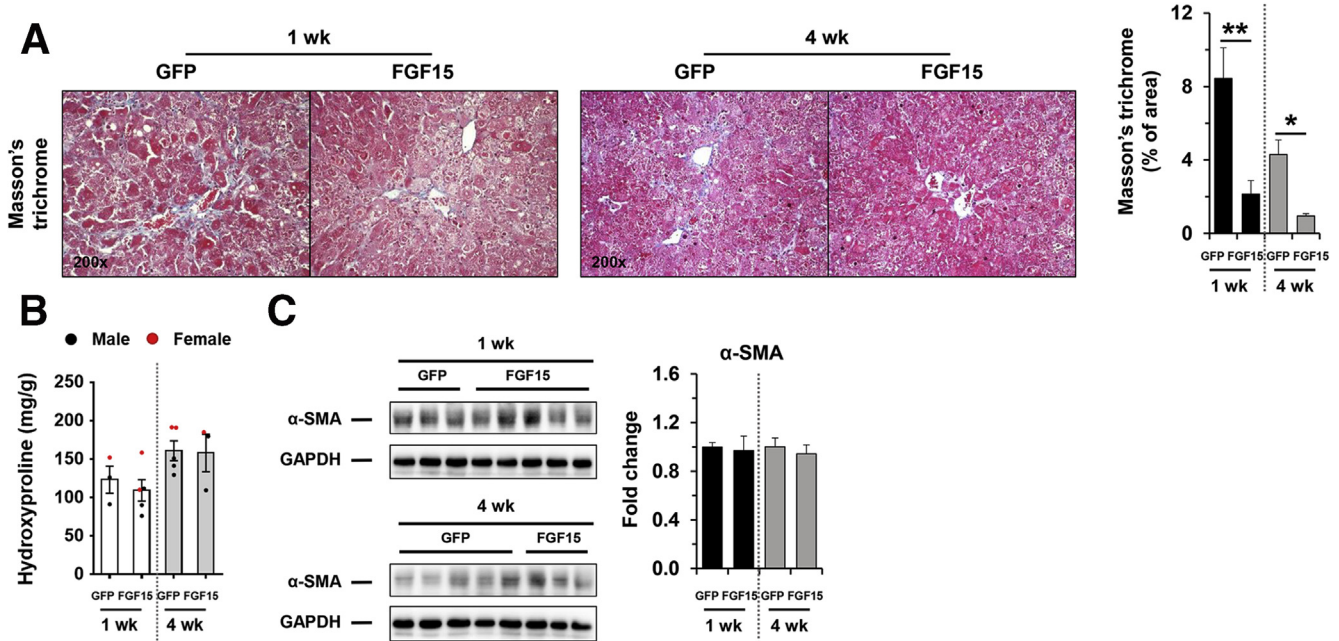 A
1 wk
GFP FGF15
4 wk
GFP FGF15
Masson's
trichrome
200x
200x
Masson's trichrome
(% of area)
12
8
4
0
**
*
GFP FGF15 GFP FGF15
1 wk 4 wk
B
Male Female
Hydroxyproline (mg/g)
250
200
150
100
50
0
GFP FGF15 GFP FGF15
1 wk 4 wk
C
1 wk
GFP FGF15
α-SMA
GAPDH
4 wk
GFP FGF15
α-SMA
GAPDH
α-SMA
Fold change
1.6
1.2
0.8
0.4
0.0
GFP FGF15 GFP FGF15
1 wk 4 wk